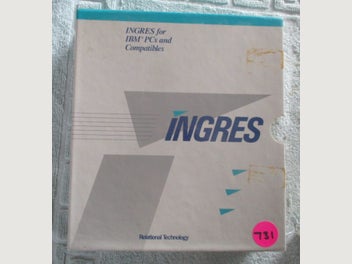 INGRES for
IBM* PCs and
Compatibles
INGRES
Relational Technology
731